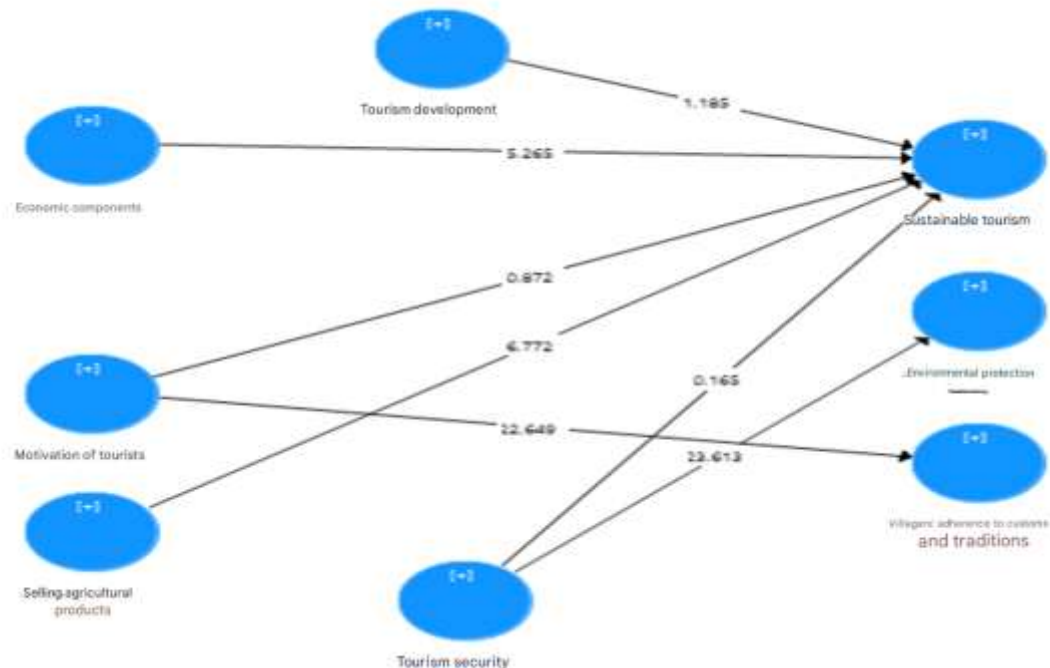 [+]
Tourism development
1.185
[+]
Economic components
5.265
[+]
Sustainable tourism
0.872
6.772
[+]
Environmental protection
0.165
[+]
Motivation of tourists
22.649
23.613
[+]
Villagers' adherence to customs
and traditions
[+]
Selling agricultural
products
[+]
Tourism security